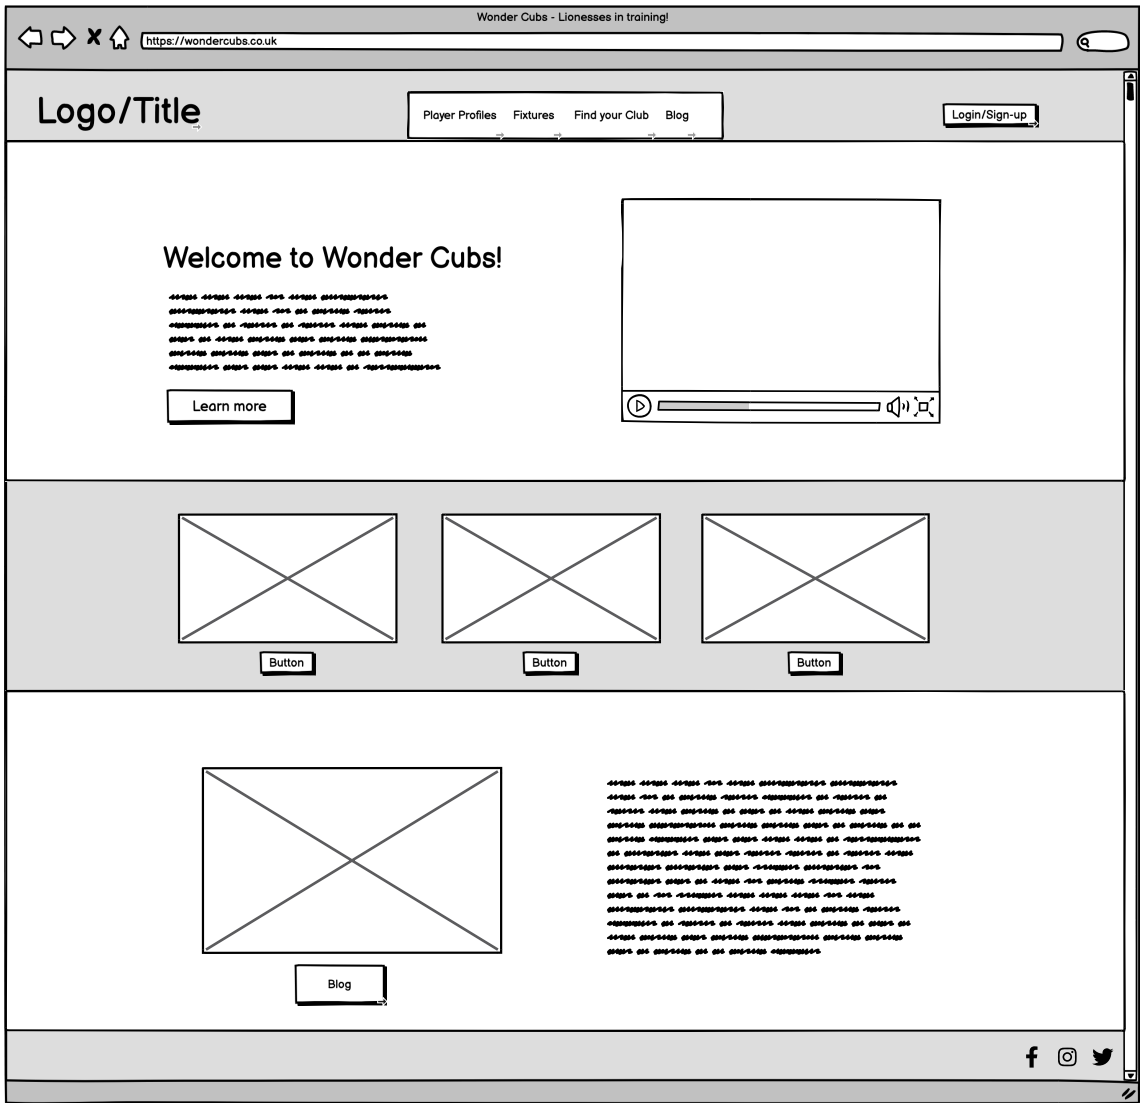 Wonder Cubs - Lionesses in training!
https://wondercubs.co.uk
Logo/Title
Player Profiles Fixtures Find your Club Blog
Login/Sign-up
Welcome to Wonder Cubs!
Learn more
Button Button Button
Blog